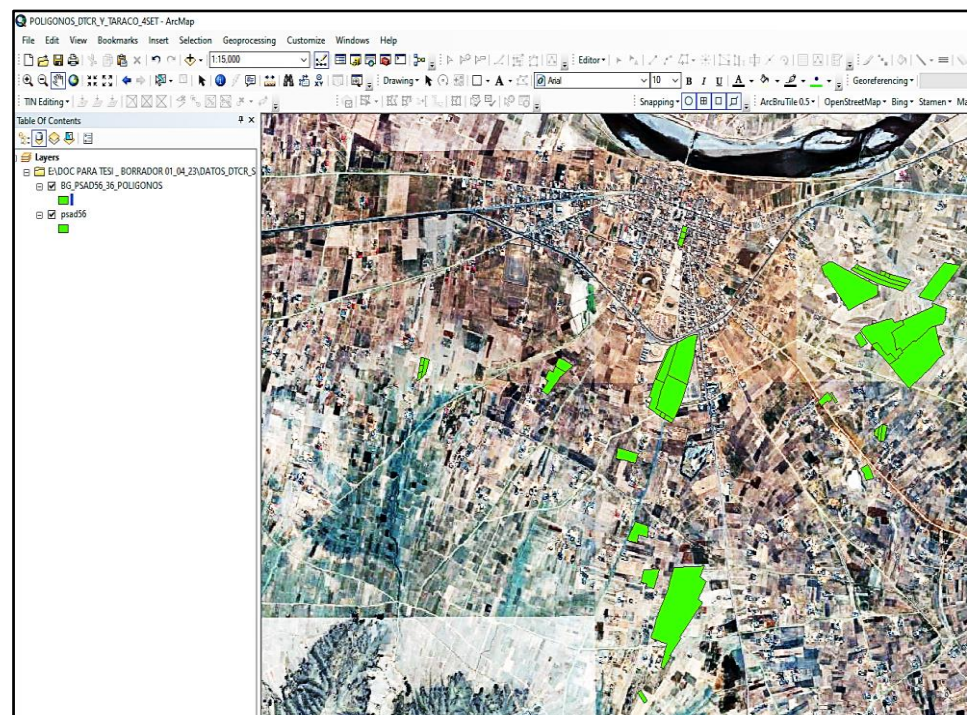 POLIGONOS_DTCR_Y_TARACO_4SET - ArcMap
File Edit View Bookmarks Insert Selection Geoprocessing Customize Windows Help
1:15,000 Editor
Drawing Arial 10 B I U A Georeferencing
TIN Editing Snapping ArcBruTile 0.5 OpenStreetMap Bing Stamen Ma
Table Of Contents
Layers
E:\DOC PARA TESI _ BORRADOR 01_04_23\DATOS_DTCR_S
BG_PSAD56_36_POLIGONOS
psad56